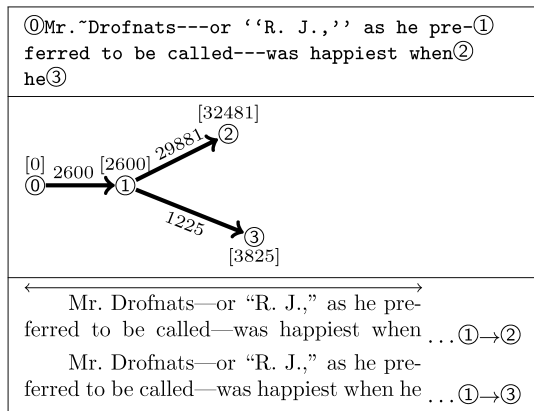 ⓪Mr.~Drofnats---or ‘‘R. J.,’’ as he pre-①
ferred to be called---was happiest when②
he③
[32481]
②
29881
[0]
2600
[2600]
⓪
①
1225
③
[3825]
Mr. Drofnats—or “R. J.,” as he pre-
ferred to be called—was happiest when ...①→②
Mr. Drofnats—or “R. J.,” as he pre-
ferred to be called—was happiest when he ...①→③